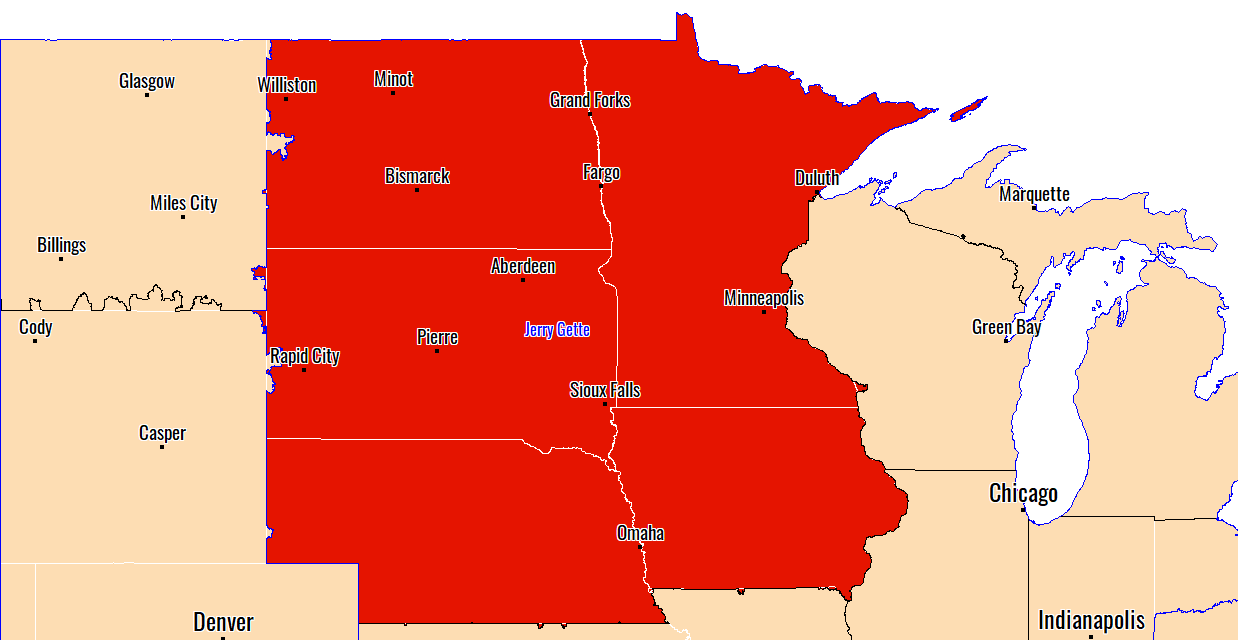 Glasgow
Williston
Minot
Grand Forks
Bismarck
Fargo
Duluth
Marquette
Miles City
Billings
Aberdeen
Minneapolis
Cody
Pierre
Jerry Gette
Green Bay
Rapid City
Sioux Falls
Casper
Chicago
Omaha
Denver
Indianapolis